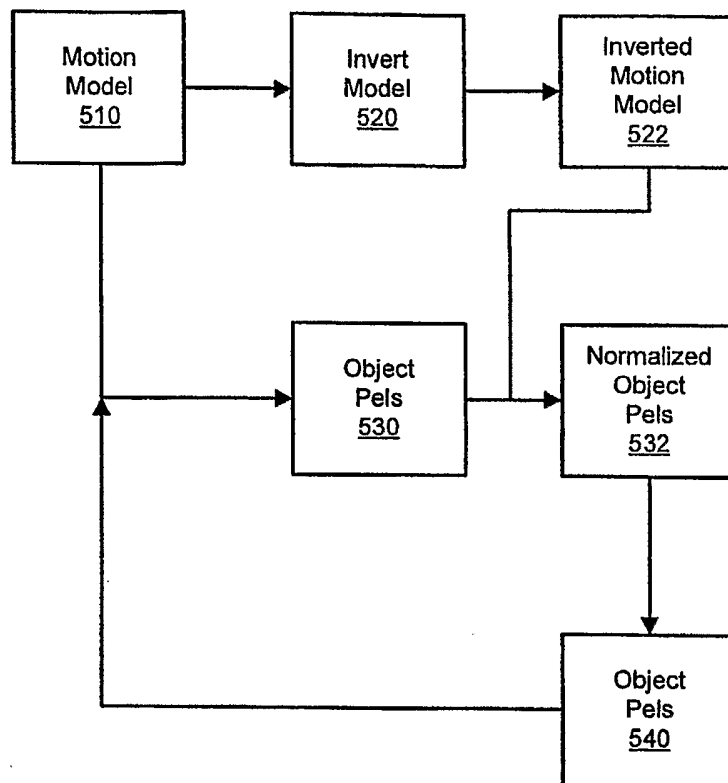 Motion
Model
510
Invert
Model
520
Inverted
Motion
Model
522
Object
Pels
530
Normalized
Object
Pels
532
Object
Pels
540